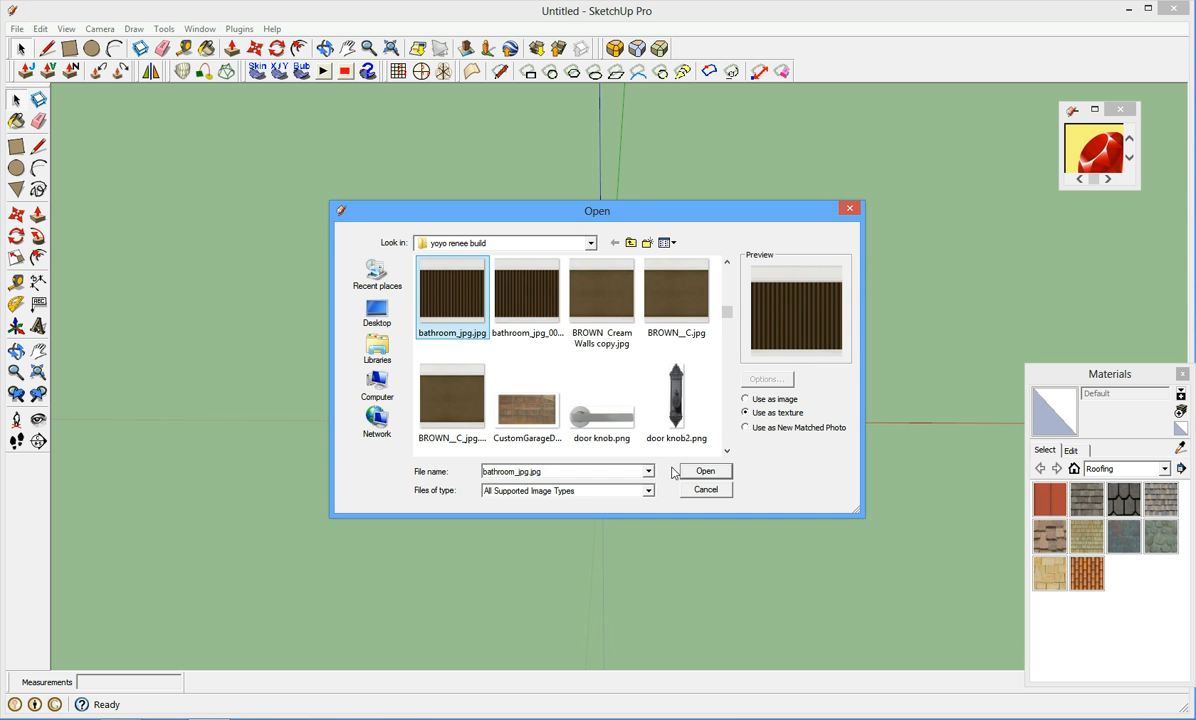 Untitled - SketchUp Pro
File Edit View Camera Draw Tools Window Plugins Help
Skin X/Y Bub
Open
Look in: yoyo renee build
Recent places
Desktop
Libraries
Computer
Network
bathroom_jpg.jpg bathroom_jpg_00... BROWN Cream BROWN__C.jpg
Walls copy.jpg
BROWN__C_jpg.... CustomGarageD... door knob.png door knob2.png
File name: bathroom_jpg.jpg Open
Files of type: All Supported Image Types Cancel
Preview
Options...
Use as image
Use as texture
Use as New Matched Photo
Materials
Default
Select Edit
Roofing
Measurements
Ready